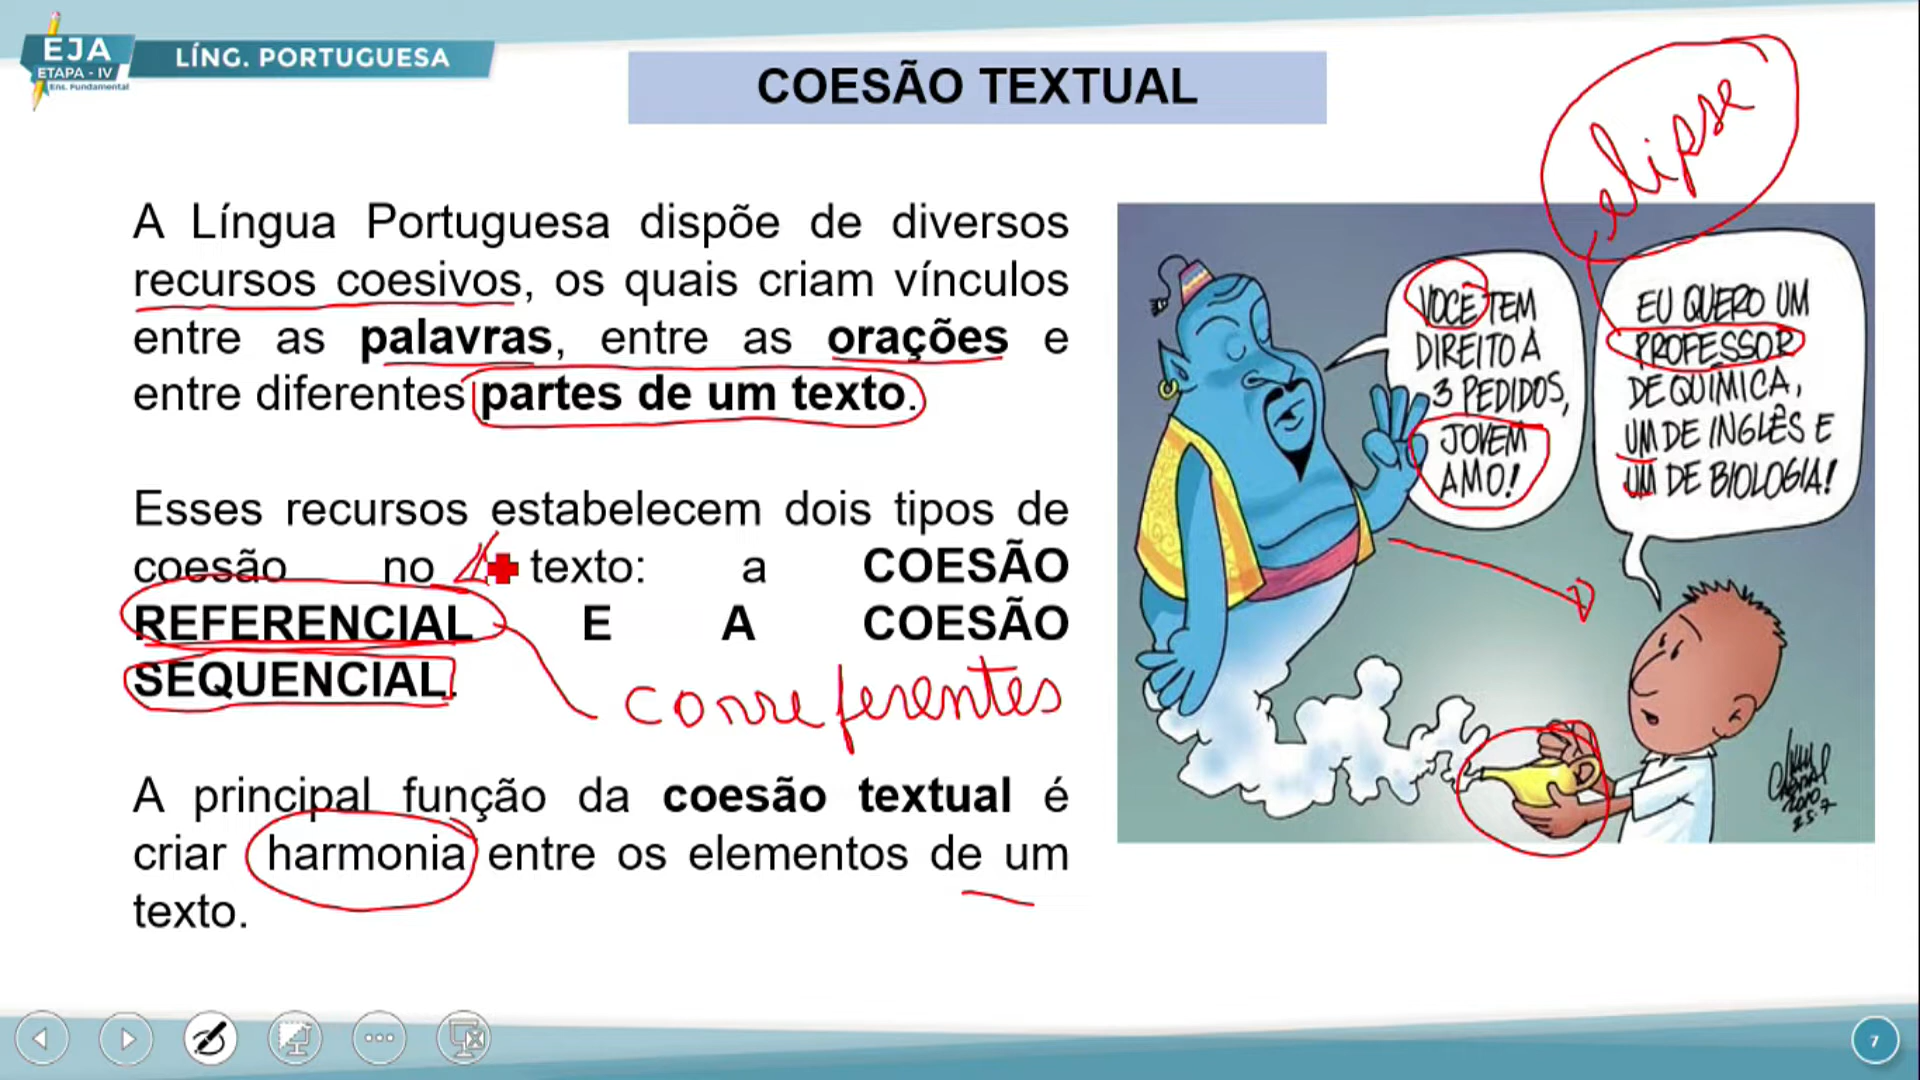 EJA
ETAPA - IV
Ens. Fundamental
LÍNG. PORTUGUESA
COESÃO TEXTUAL
elipse
A Língua Portuguesa dispõe de diversos
recursos coesivos, os quais criam vínculos
entre as palavras, entre as orações e
entre diferentes partes de um texto.
Esses recursos estabelecem dois tipos de
coesão no texto: a COESÃO
REFERENCIAL E A COESÃO
SEQUENCIAL.
correferentes
A principal função da coesão textual é
criar harmonia entre os elementos de um
texto.
VOCÊ TEM
DIREITO A
3 PEDIDOS,
JOVEM
AMO!
EU QUERO UM
PROFESSOR
DE QUÍMICA,
UM DE INGLÊS E
UM DE BIOLOGIA!
2010
7